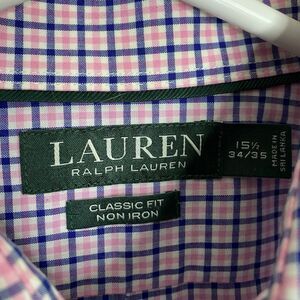 LAUREN
RALPH LAUREN
15½
34/35
MADE IN
SRI LANKA
CLASSIC FIT
NON IRON